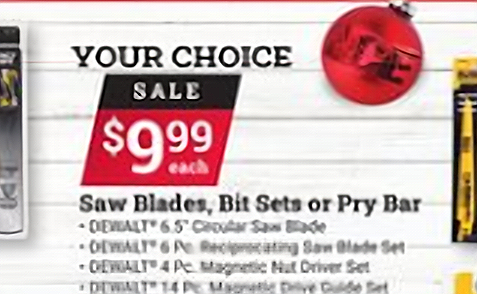 YOUR CHOICE
SALE
$9.99
each
Saw Blades, Bit Sets or Pry Bar
• DEWALT® 6.5" Circular Saw Blade
• DEWALT® 6 Pc. Reciprocating Saw Blade Set
• DEWALT® 4 Pc. Magnetic Nut Driver Set
• DEWALT® 14 Pc. Magnetic Drive Guide Set